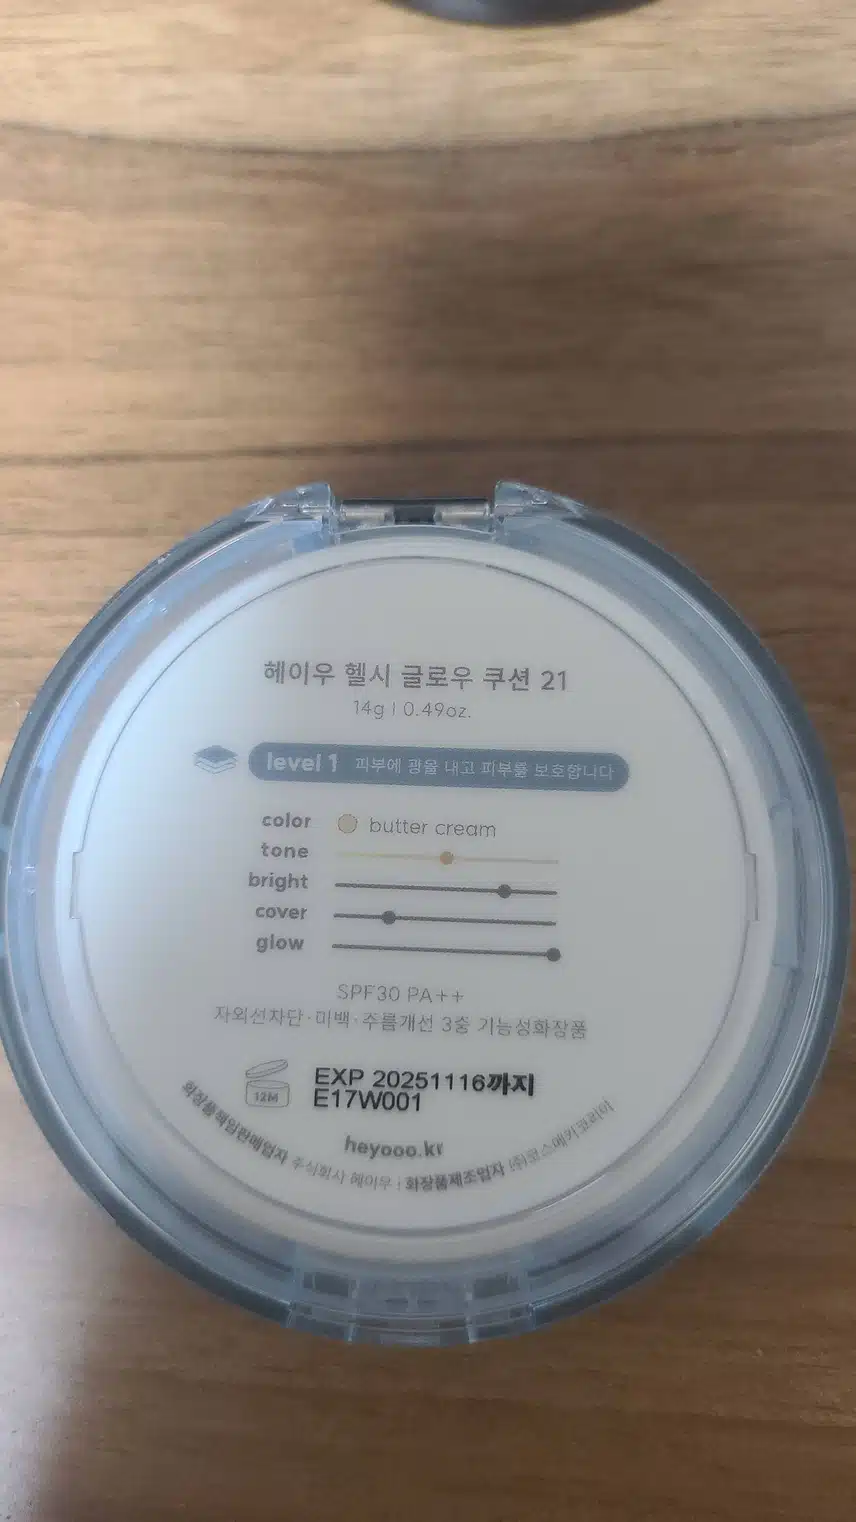 헤이우 헬시 글로우 쿠션 21
14g | 0.49oz.
level 1 피부에 광을 내고 피부를 보호합니다
color butter cream
tone
bright
cover
glow
SPF30 PA++
자외선차단·미백·주름개선 3중 기능성화장품
12M
EXP 20251116까지
E17W001
heyooo.kr
화장품책임판매업자 주식회사 헤이우 | 화장품제조업자 (주)코스메카코리아